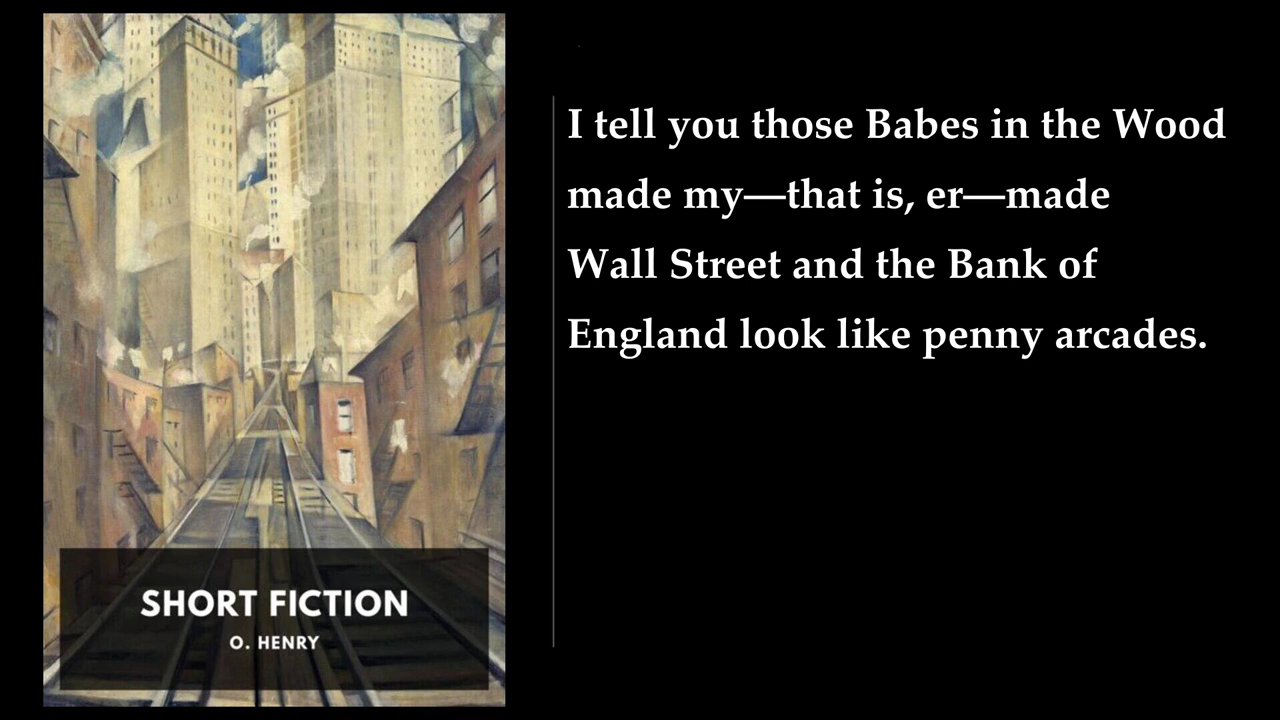 SHORT FICTION
O. HENRY
I tell you those Babes in the Wood
made my—that is, er—made
Wall Street and the Bank of
England look like penny arcades.